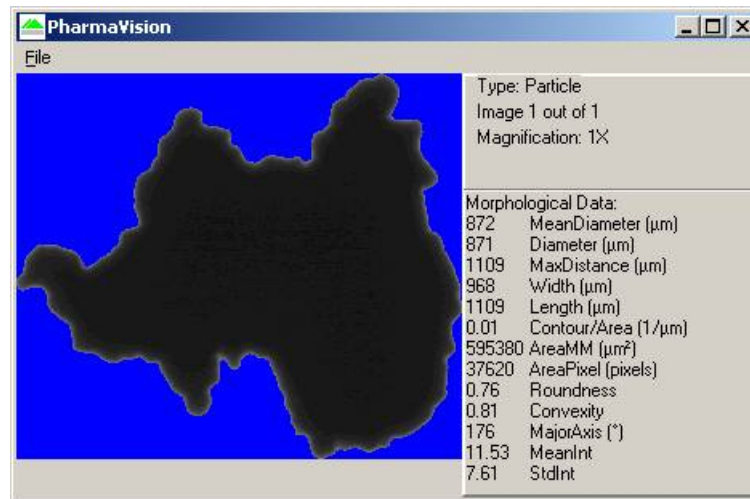 PharmaVision
File
Type: Particle
Image 1 out of 1
Magnification: 1X
Morphological Data:
872 MeanDiameter (µm)
871 Diameter (µm)
1109 MaxDistance (µm)
968 Width (µm)
1109 Length (µm)
0.01 Contour/Area (1/µm)
595380 AreaMM (µm²)
37620 AreaPixel (pixels)
0.76 Roundness
0.81 Convexity
176 MajorAxis (°)
11.53 MeanInt
7.61 StdInt